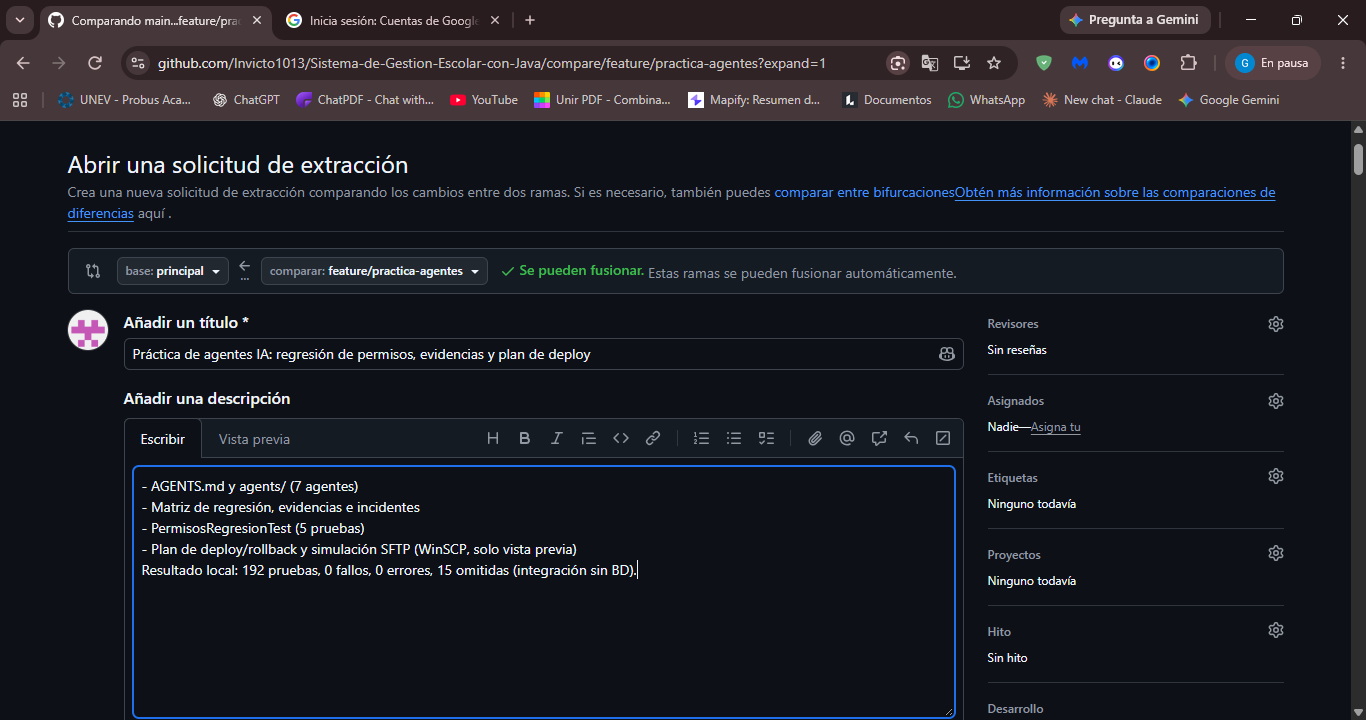 Comparando main...feature/prac
Inicia sesión: Cuentas de Google
Pregunta a Gemini
github.com/Invicto1013/Sistema-de-Gestion-Escolar-con-Java/compare/feature/practica-agentes?expand=1
G En pausa
UNEV - Probus Aca...
ChatGPT
ChatPDF - Chat with...
YouTube
Unir PDF - Combina...
Mapify: Resumen d...
Documentos
WhatsApp
New chat - Claude
Google Gemini
Abrir una solicitud de extracción
Crea una nueva solicitud de extracción comparando los cambios entre dos ramas. Si es necesario, también puedes comparar entre bifurcacionesObtén más información sobre las comparaciones de
diferencias aquí .
base: principal
comparar: feature/practica-agentes
Se pueden fusionar. Estas ramas se pueden fusionar automáticamente.
Añadir un título *
Práctica de agentes IA: regresión de permisos, evidencias y plan de deploy
Añadir una descripción
Escribir
Vista previa
- AGENTS.md y agents/ (7 agentes)
- Matriz de regresión, evidencias e incidentes
- PermisosRegresionTest (5 pruebas)
- Plan de deploy/rollback y simulación SFTP (WinSCP, solo vista previa)
Resultado local: 192 pruebas, 0 fallos, 0 errores, 15 omitidas (integración sin BD).
Revisores
Sin reseñas
Asignados
Nadie—Asigna tu
Etiquetas
Ninguno todavía
Proyectos
Ninguno todavía
Hito
Sin hito
Desarrollo